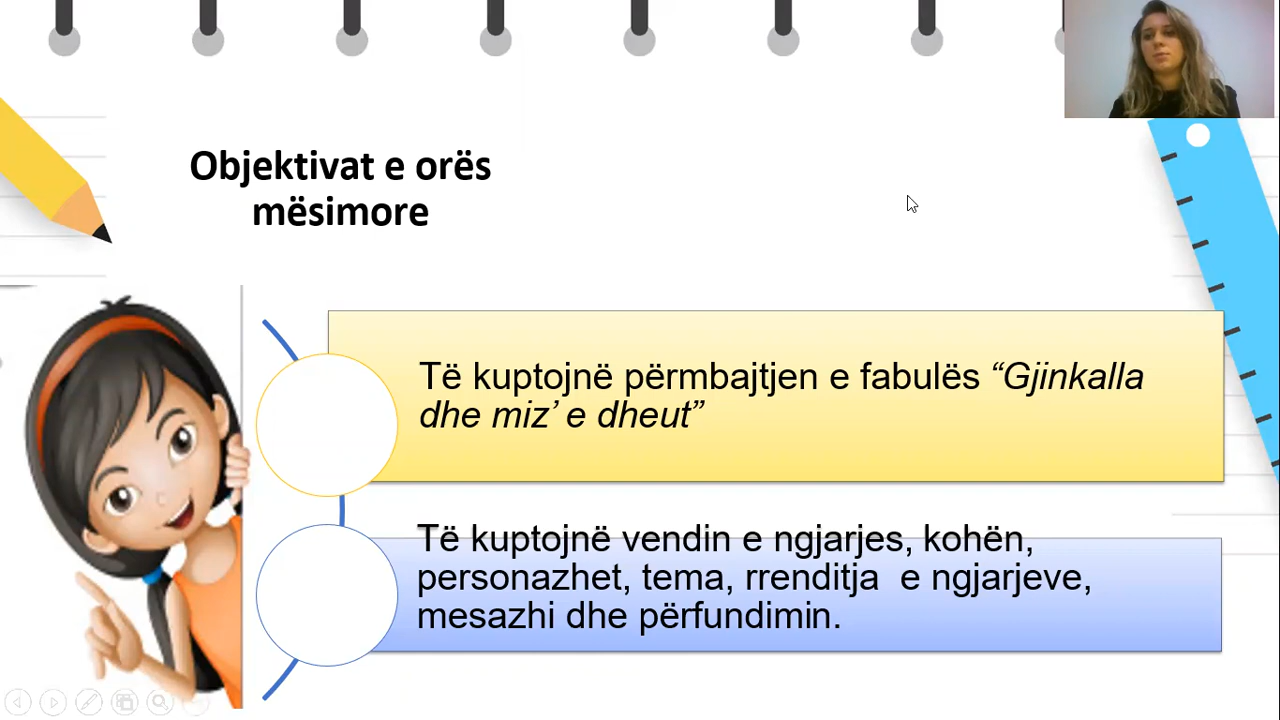 Objektivat e orës
mësimore
Të kuptojnë përmbajtjen e fabulës “Gjinkalla
dhe miz’ e dheut”
Të kuptojnë vendin e ngjarjes, kohën,
personazhet, tema, rrenditja  e ngjarjeve,
mesazhi dhe përfundimin.